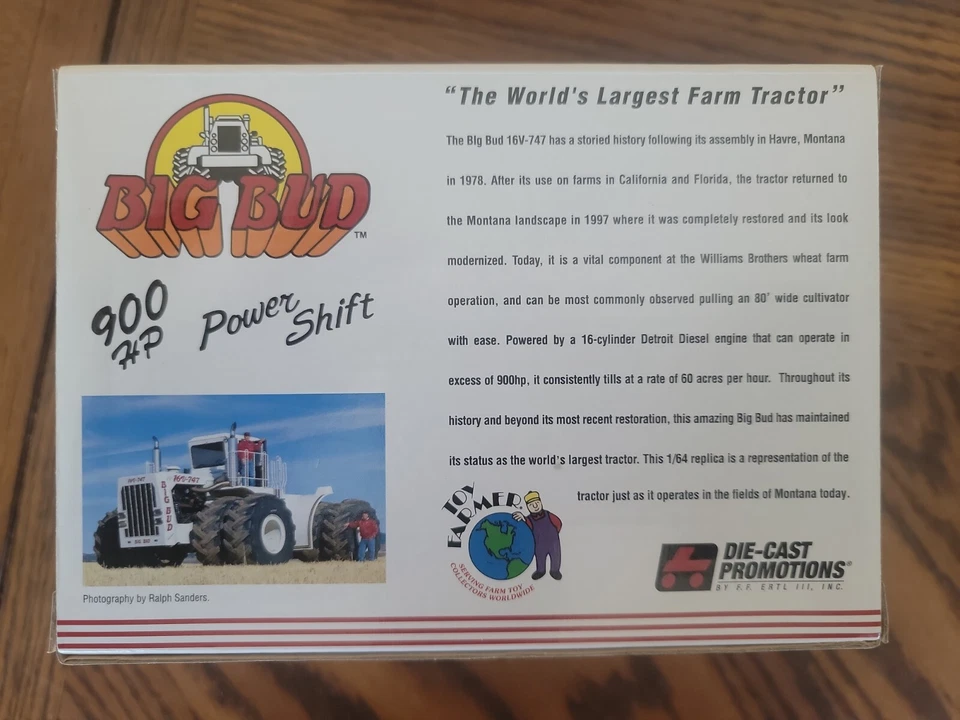 BIG BUD™
900
HP
Power
Shift
16V-747
16V-747
BIG
BUD
BIG BUD
Photography by Ralph Sanders.
“The World's Largest Farm Tractor”
The Big Bud 16V-747 has a storied history following its assembly in Havre, Montana
in 1978. After its use on farms in California and Florida, the tractor returned to
the Montana landscape in 1997 where it was completely restored and its look
modernized. Today, it is a vital component at the Williams Brothers wheat farm
operation, and can be most commonly observed pulling an 80' wide cultivator
with ease. Powered by a 16-cylinder Detroit Diesel engine that can operate in
excess of 900hp, it consistently tills at a rate of 60 acres per hour. Throughout its
history and beyond its most recent restoration, this amazing Big Bud has maintained
its status as the world's largest tractor. This 1/64 replica is a representation of the
tractor just as it operates in the fields of Montana today.
TOY
FARMER
SERVING FARM TOY
COLLECTORS WORLDWIDE
DIE-CAST
PROMOTIONS®
BY F.F. ERTL III, INC.